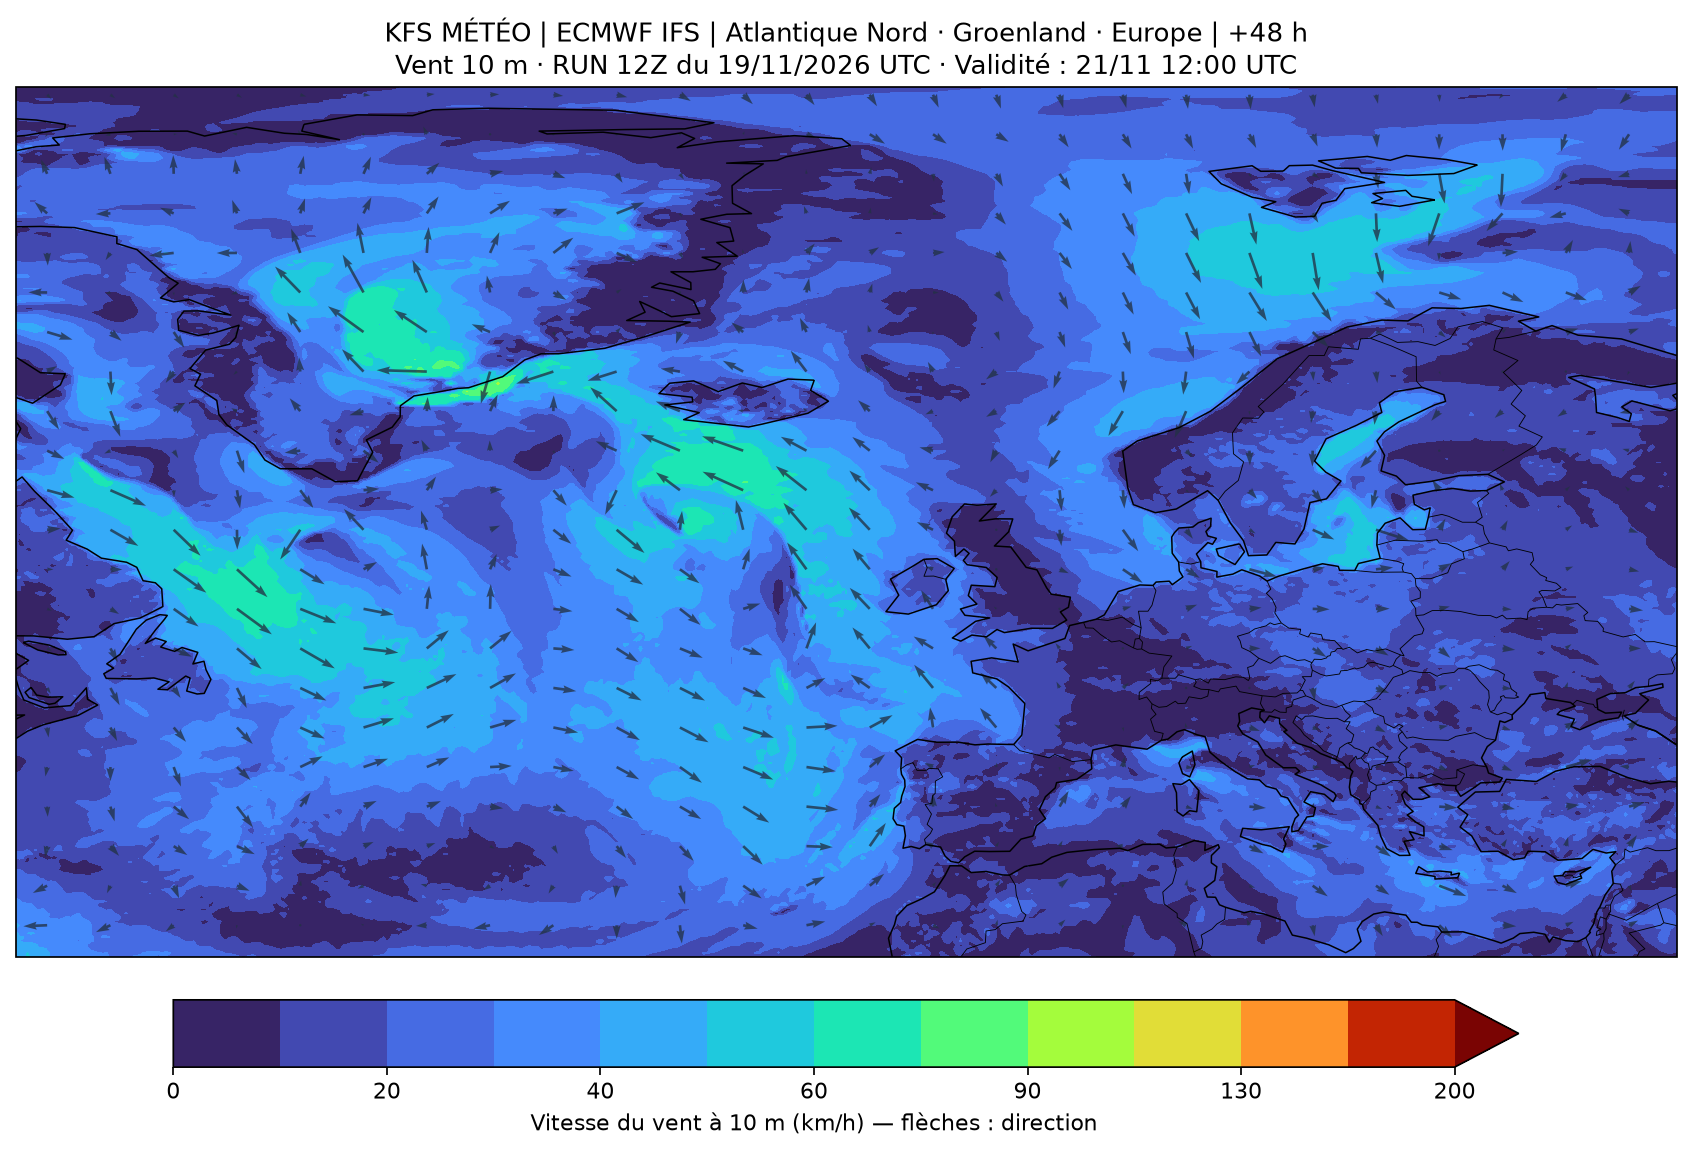 KFS MÉTÉO | ECMWF IFS | Atlantique Nord · Groenland · Europe | +48 h
Vent 10 m · RUN 12Z du 19/11/2026 UTC · Validité : 21/11 12:00 UTC
0 20 40 60 90 130 200
Vitesse du vent à 10 m (km/h) — flèches : direction